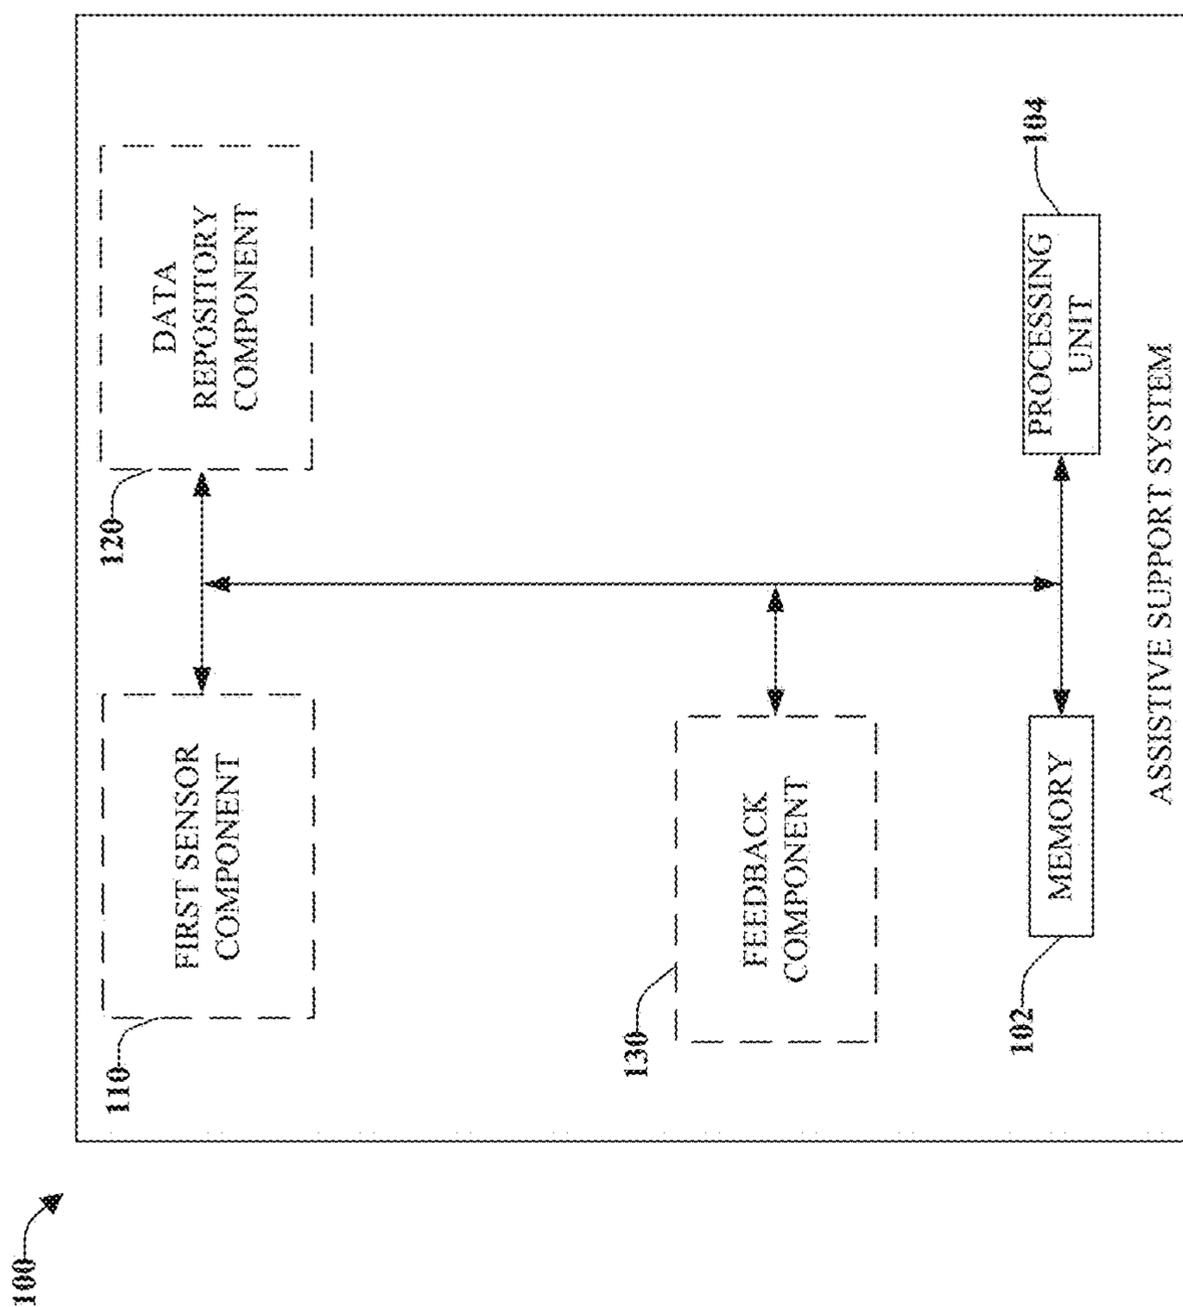 100
110
FIRST SENSOR
COMPONENT
120
DATA
REPOSITORY
COMPONENT
130
FEEDBACK
COMPONENT
102
MEMORY
104
PROCESSING
UNIT
ASSISTIVE SUPPORT SYSTEM